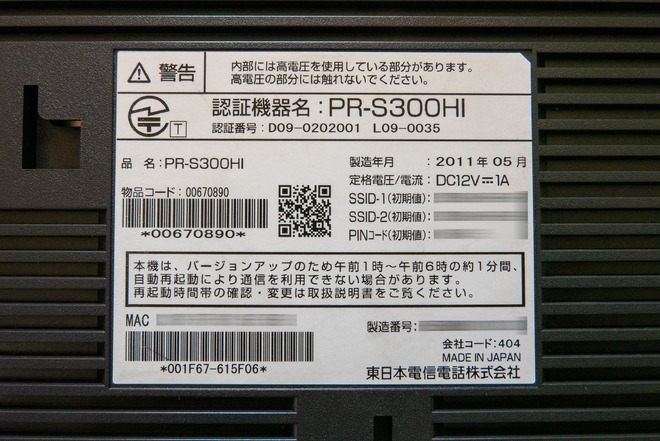 警告
内部には高電圧を使用している部分があります。
高電圧の部分には触れないでください。
認証機器名：PR-S300HI
T
認証番号：D09-0202001 L09-0035
品 名：PR-S300HI
製造年月 ：2011年05月
物品コード：00670890
定格電圧/電流：DC12V⎓1A
SSID-1(初期値)：
*00670890*
SSID-2(初期値)：
PINコード(初期値)：
本機は、バージョンアップのため午前1時～午前6時の約1分間、
自動再起動により通信を利用できない場合があります。
再起動時間帯の確認・変更は取扱説明書をご覧ください。
MAC
製造番号：
*001F67-615F06*
会社コード：404
MADE IN JAPAN
東日本電信電話株式会社